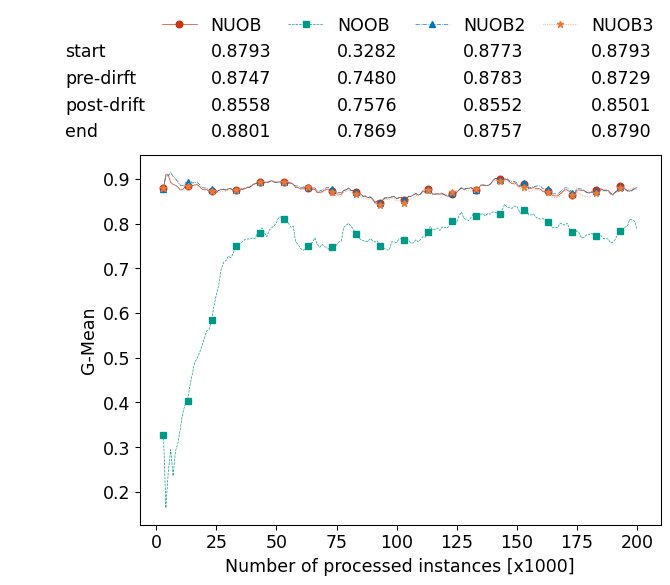 NUOB NOOB NUOB2 NUOB3
start 0.8793 0.3282 0.8773 0.8793
pre-dirft 0.8747 0.7480 0.8783 0.8729
post-drift 0.8558 0.7576 0.8552 0.8501
end 0.8801 0.7869 0.8757 0.8790
0.9
0.8
0.7
0.6
0.5
0.4
0.3
0.2
G-Mean
0 25 50 75 100 125 150 175 200
Number of processed instances [x1000]